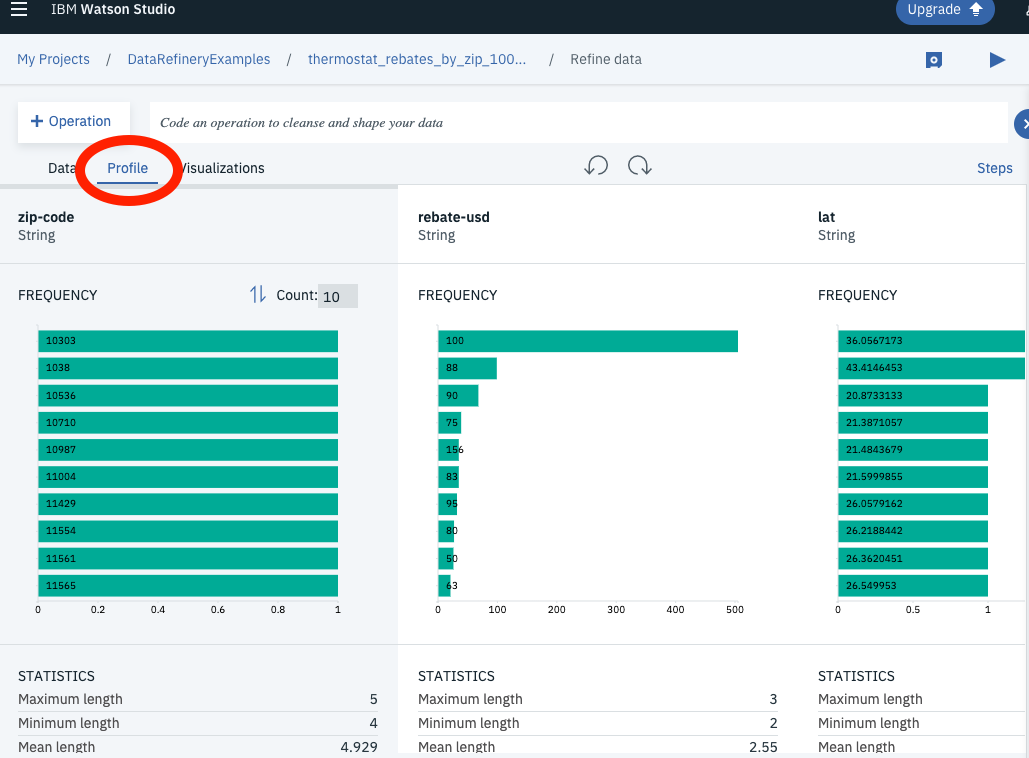 IBM Watson Studio
Upgrade
My Projects / DataRefineryExamples / thermostat_rebates_by_zip_100... / Refine data
+ Operation
Code an operation to cleanse and shape your data
Data
Profile
Visualizations
Steps
zip-code
String
FREQUENCY
Count: 10
10303
1038
10536
10710
10987
11004
11429
11554
11561
11565
0 0.2 0.4 0.6 0.8 1
STATISTICS
Maximum length 5
Minimum length 4
Mean length 4.929
rebate-usd
String
FREQUENCY
100
88
90
75
156
83
95
80
50
63
0 100 200 300 400 500
STATISTICS
Maximum length 3
Minimum length 2
Mean length 2.55
lat
String
FREQUENCY
36.0567173
43.4146453
20.8733133
21.3871057
21.4843679
21.5999855
26.0579162
26.2188442
26.3620451
26.549953
0 0.5 1
STATISTICS
Maximum length
Minimum length
Mean length